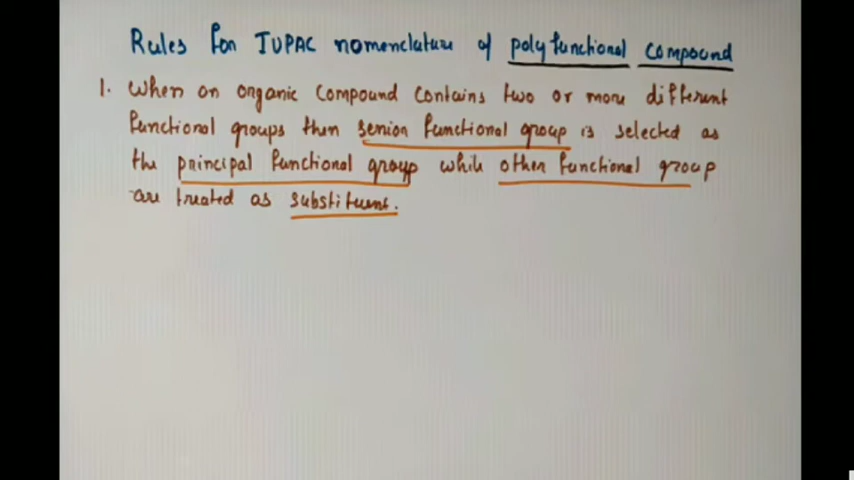 Rules for IUPAC nomenclature of polyfunctional compound
1. When an organic compound contains two or more different
functional groups then senior functional group is selected as
the principal functional group while other functional group
are treated as substituens.